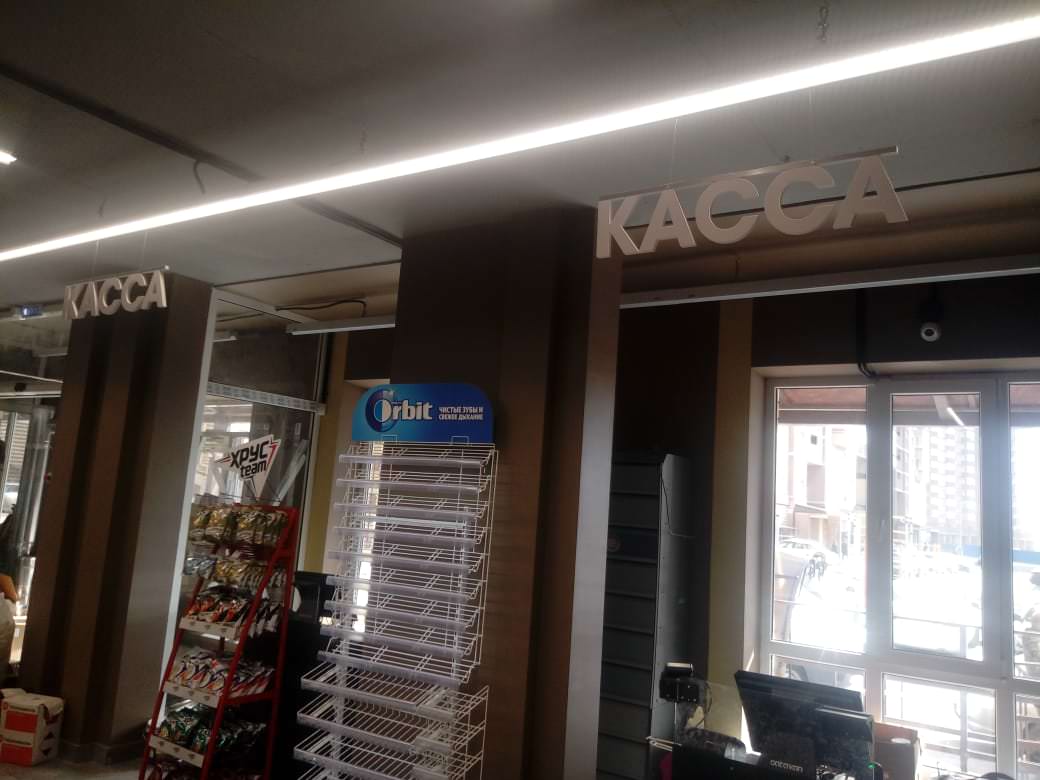 КАССА
КАССА
Orbit
ЧИСТЫЕ ЗУБЫ И
СВЕЖЕЕ ДЫХАНИЕ
ХРУС
team